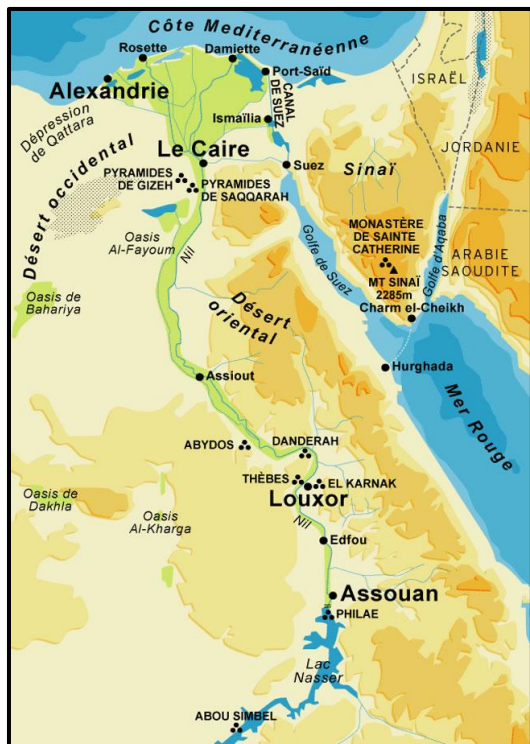 Côte Mediterranéenne
Rosette
Damiette
Alexandrie
Port-Saïd
CANAL
DE SUEZ
ISRAËL
Dépression
de Qattara
Ismaïlia
JORDANIE
Le Caire
Suez
Sinaï
Désert occidental
PYRAMIDES
DE GIZEH
PYRAMIDES
DE SAQQARAH
MONASTÈRE
DE SAINTE
CATHERINE
Oasis
Al-Fayoum
Nil
Golfe de Suez
Golfe d'Aqaba
ARABIE
SAOUDITE
MT SINAÏ
2285m
Oasis de
Bahariya
Désert
oriental
Charm el-Cheikh
Hurghada
Mer Rouge
Assiout
ABYDOS
DANDERAH
THÈBES
EL KARNAK
Louxor
Oasis de
Dakhla
Oasis
Al-Kharga
Nil
Edfou
Assouan
PHILAE
Lac
Nasser
ABOU SIMBEL